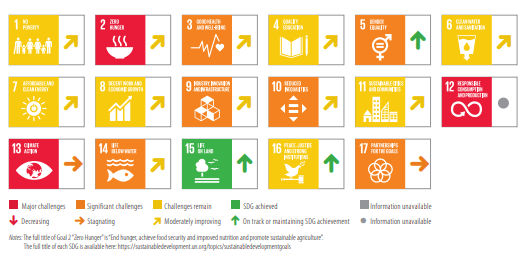 1 NO POVERTY
2 ZERO HUNGER
3 GOOD HEALTH AND WELL-BEING
4 QUALITY EDUCATION
5 GENDER EQUALITY
6 CLEAN WATER AND SANITATION
7 AFFORDABLE AND CLEAN ENERGY
8 DECENT WORK AND ECONOMIC GROWTH
9 INDUSTRY, INNOVATION AND INFRASTRUCTURE
10 REDUCED INEQUALITIES
11 SUSTAINABLE CITIES AND COMMUNITIES
12 RESPONSIBLE CONSUMPTION AND PRODUCTION
13 CLIMATE ACTION
14 LIFE BELOW WATER
15 LIFE ON LAND
16 PEACE, JUSTICE AND STRONG INSTITUTIONS
17 PARTNERSHIPS FOR THE GOALS
Major challenges Significant challenges Challenges remain SDG achieved Information unavailable
Decreasing Stagnating Moderately improving On track or maintaining SDG achievement Information unavailable
Notes: The full title of Goal 2 "Zero Hunger" is "End hunger, achieve food security and improved nutrition and promote sustainable agriculture".
The full title of each SDG is available here: https://sustainabledevelopment.un.org/topics/sustainabledevelopmentgoals